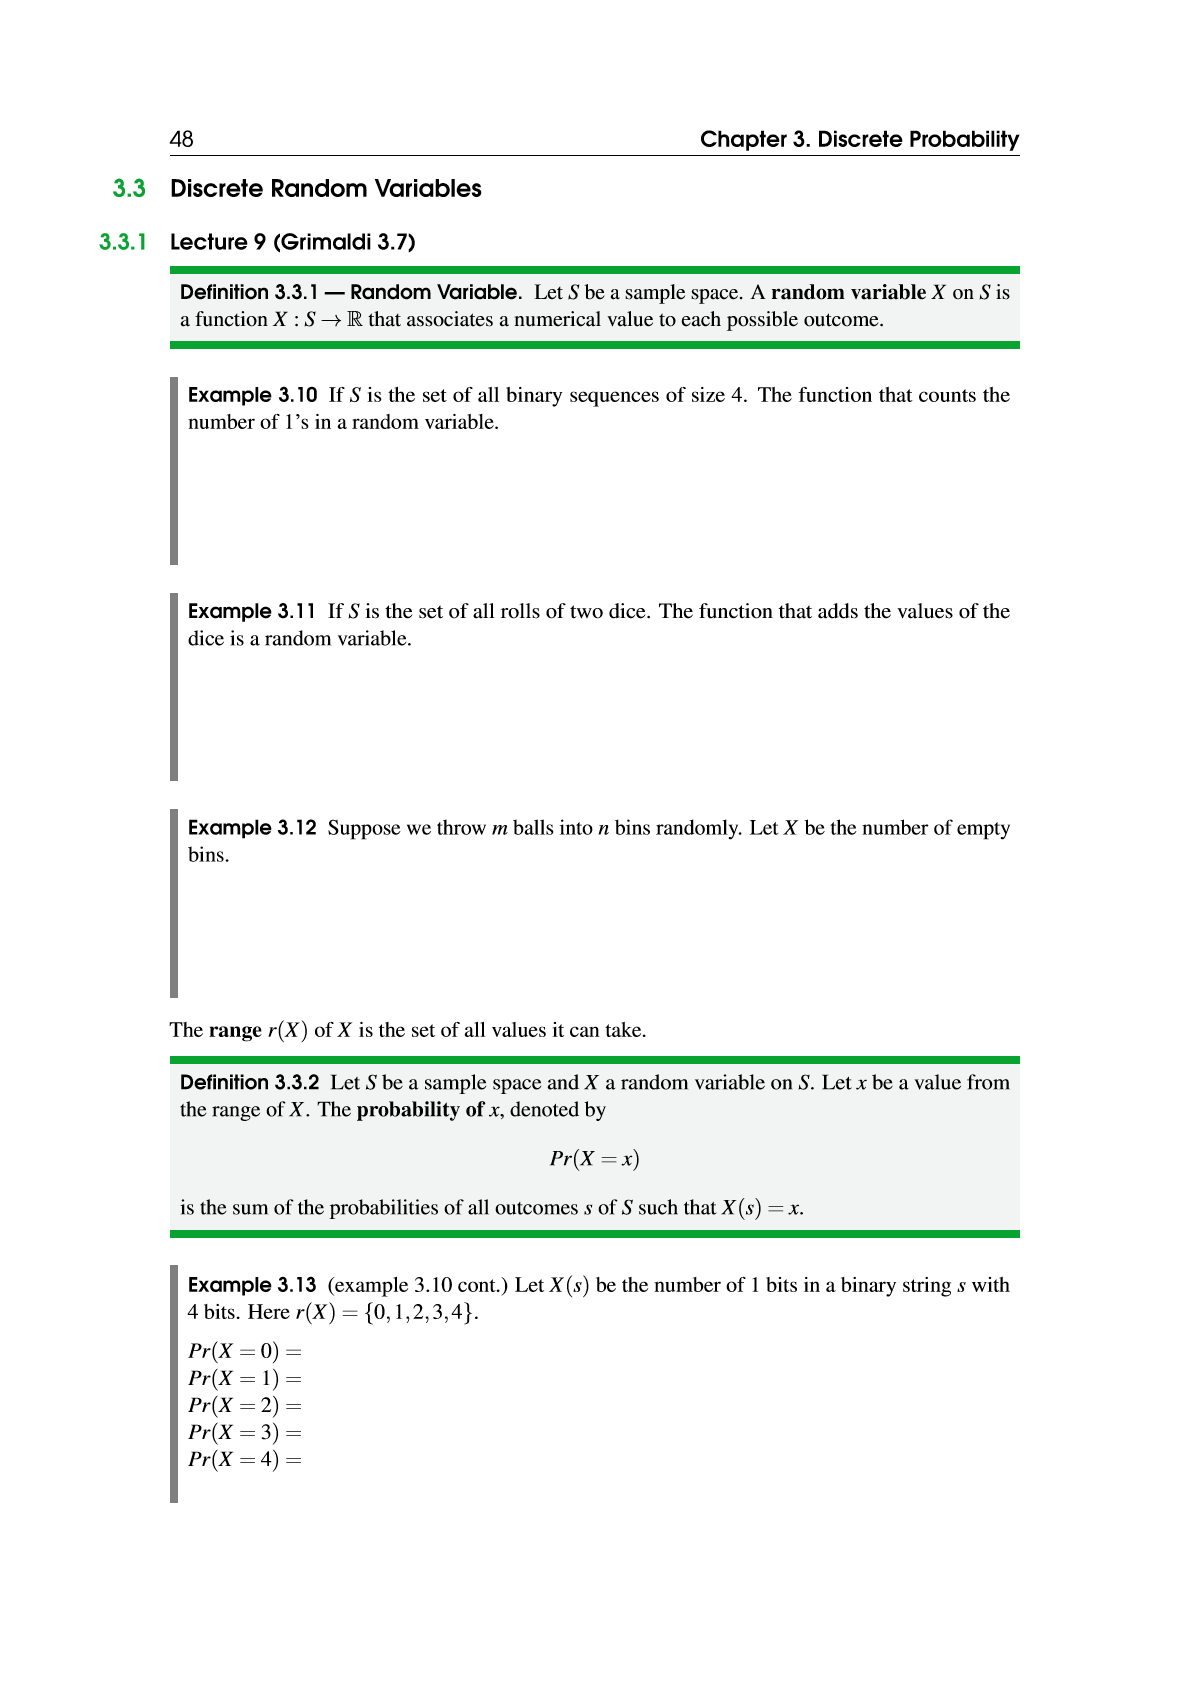 48 Chapter 3. Discrete Probability
3.3 Discrete Random Variables
3.3.1 Lecture 9 (Grimaldi 3.7)
Definition 3.3.1 — Random Variable. Let S be a sample space. A random variable X on S is
a function X : S → ℝ that associates a numerical value to each possible outcome.
Example 3.10 If S is the set of all binary sequences of size 4. The function that counts the
number of 1's in a random variable.
Example 3.11 If S is the set of all rolls of two dice. The function that adds the values of the
dice is a random variable.
Example 3.12 Suppose we throw m balls into n bins randomly. Let X be the number of empty
bins.
The range r(X) of X is the set of all values it can take.
Definition 3.3.2 Let S be a sample space and X a random variable on S. Let x be a value from
the range of X. The probability of x, denoted by
Pr(X = x)
is the sum of the probabilities of all outcomes s of S such that X(s) = x.
Example 3.13 (example 3.10 cont.) Let X(s) be the number of 1 bits in a binary string s with
4 bits. Here r(X) = {0,1,2,3,4}.
Pr(X = 0) =
Pr(X = 1) =
Pr(X = 2) =
Pr(X = 3) =
Pr(X = 4) =